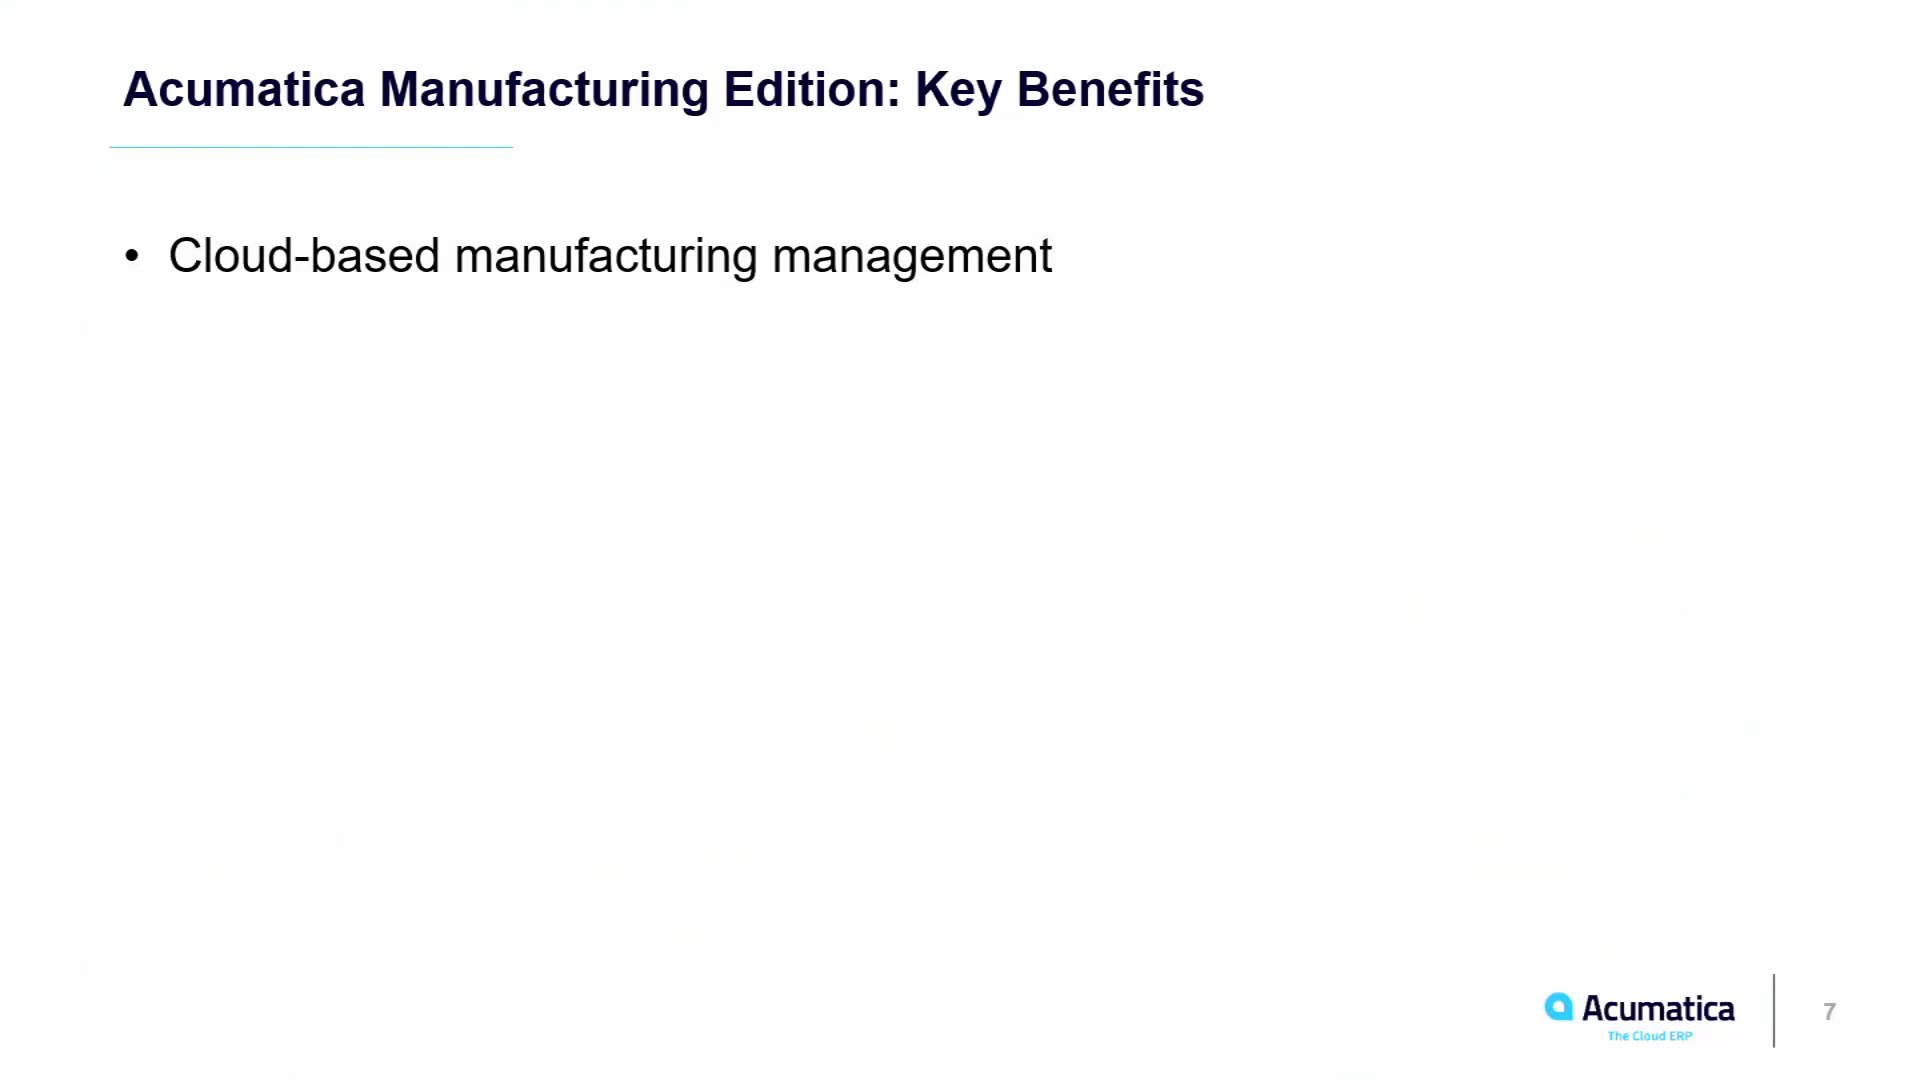 Acumatica Manufacturing Edition: Key Benefits
• Cloud-based manufacturing management
Acumatica
The Cloud ERP
7